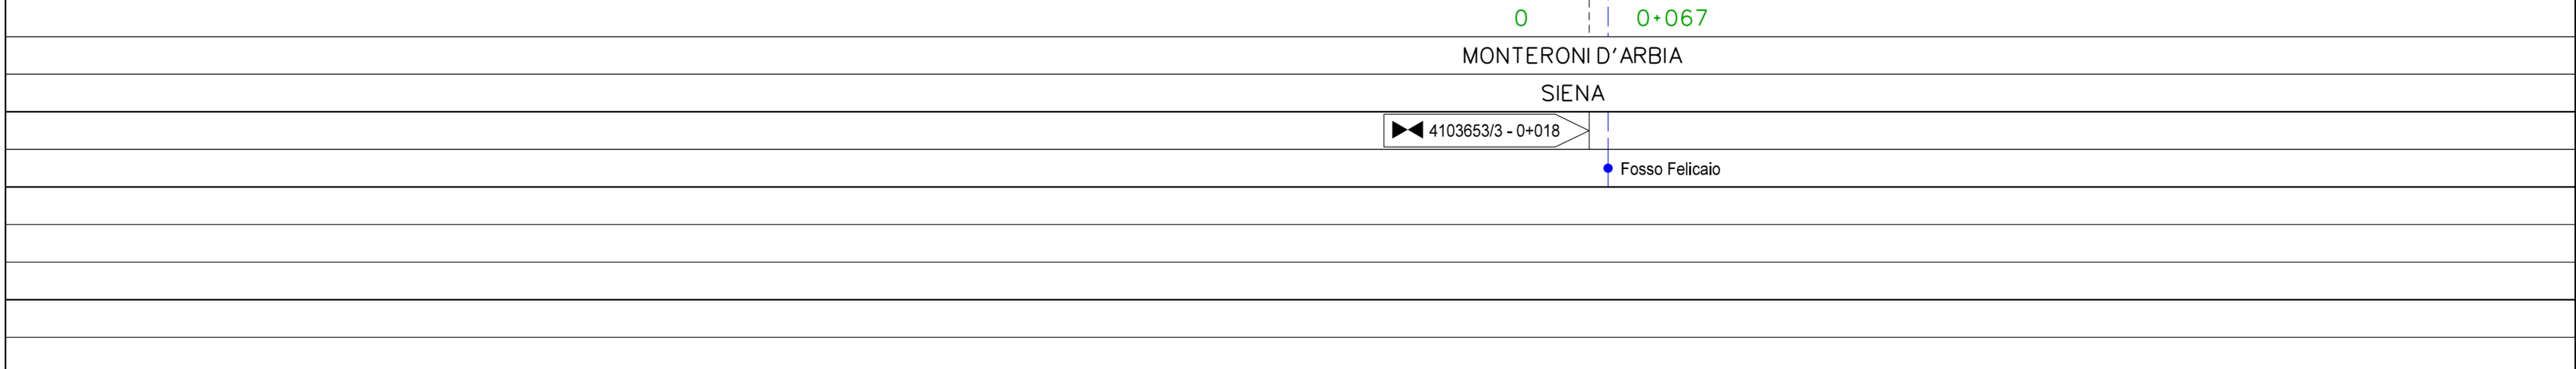 0 0+067
MONTERONI D'ARBIA
SIENA
4103653/3 - 0+018
Fosso Felicaio